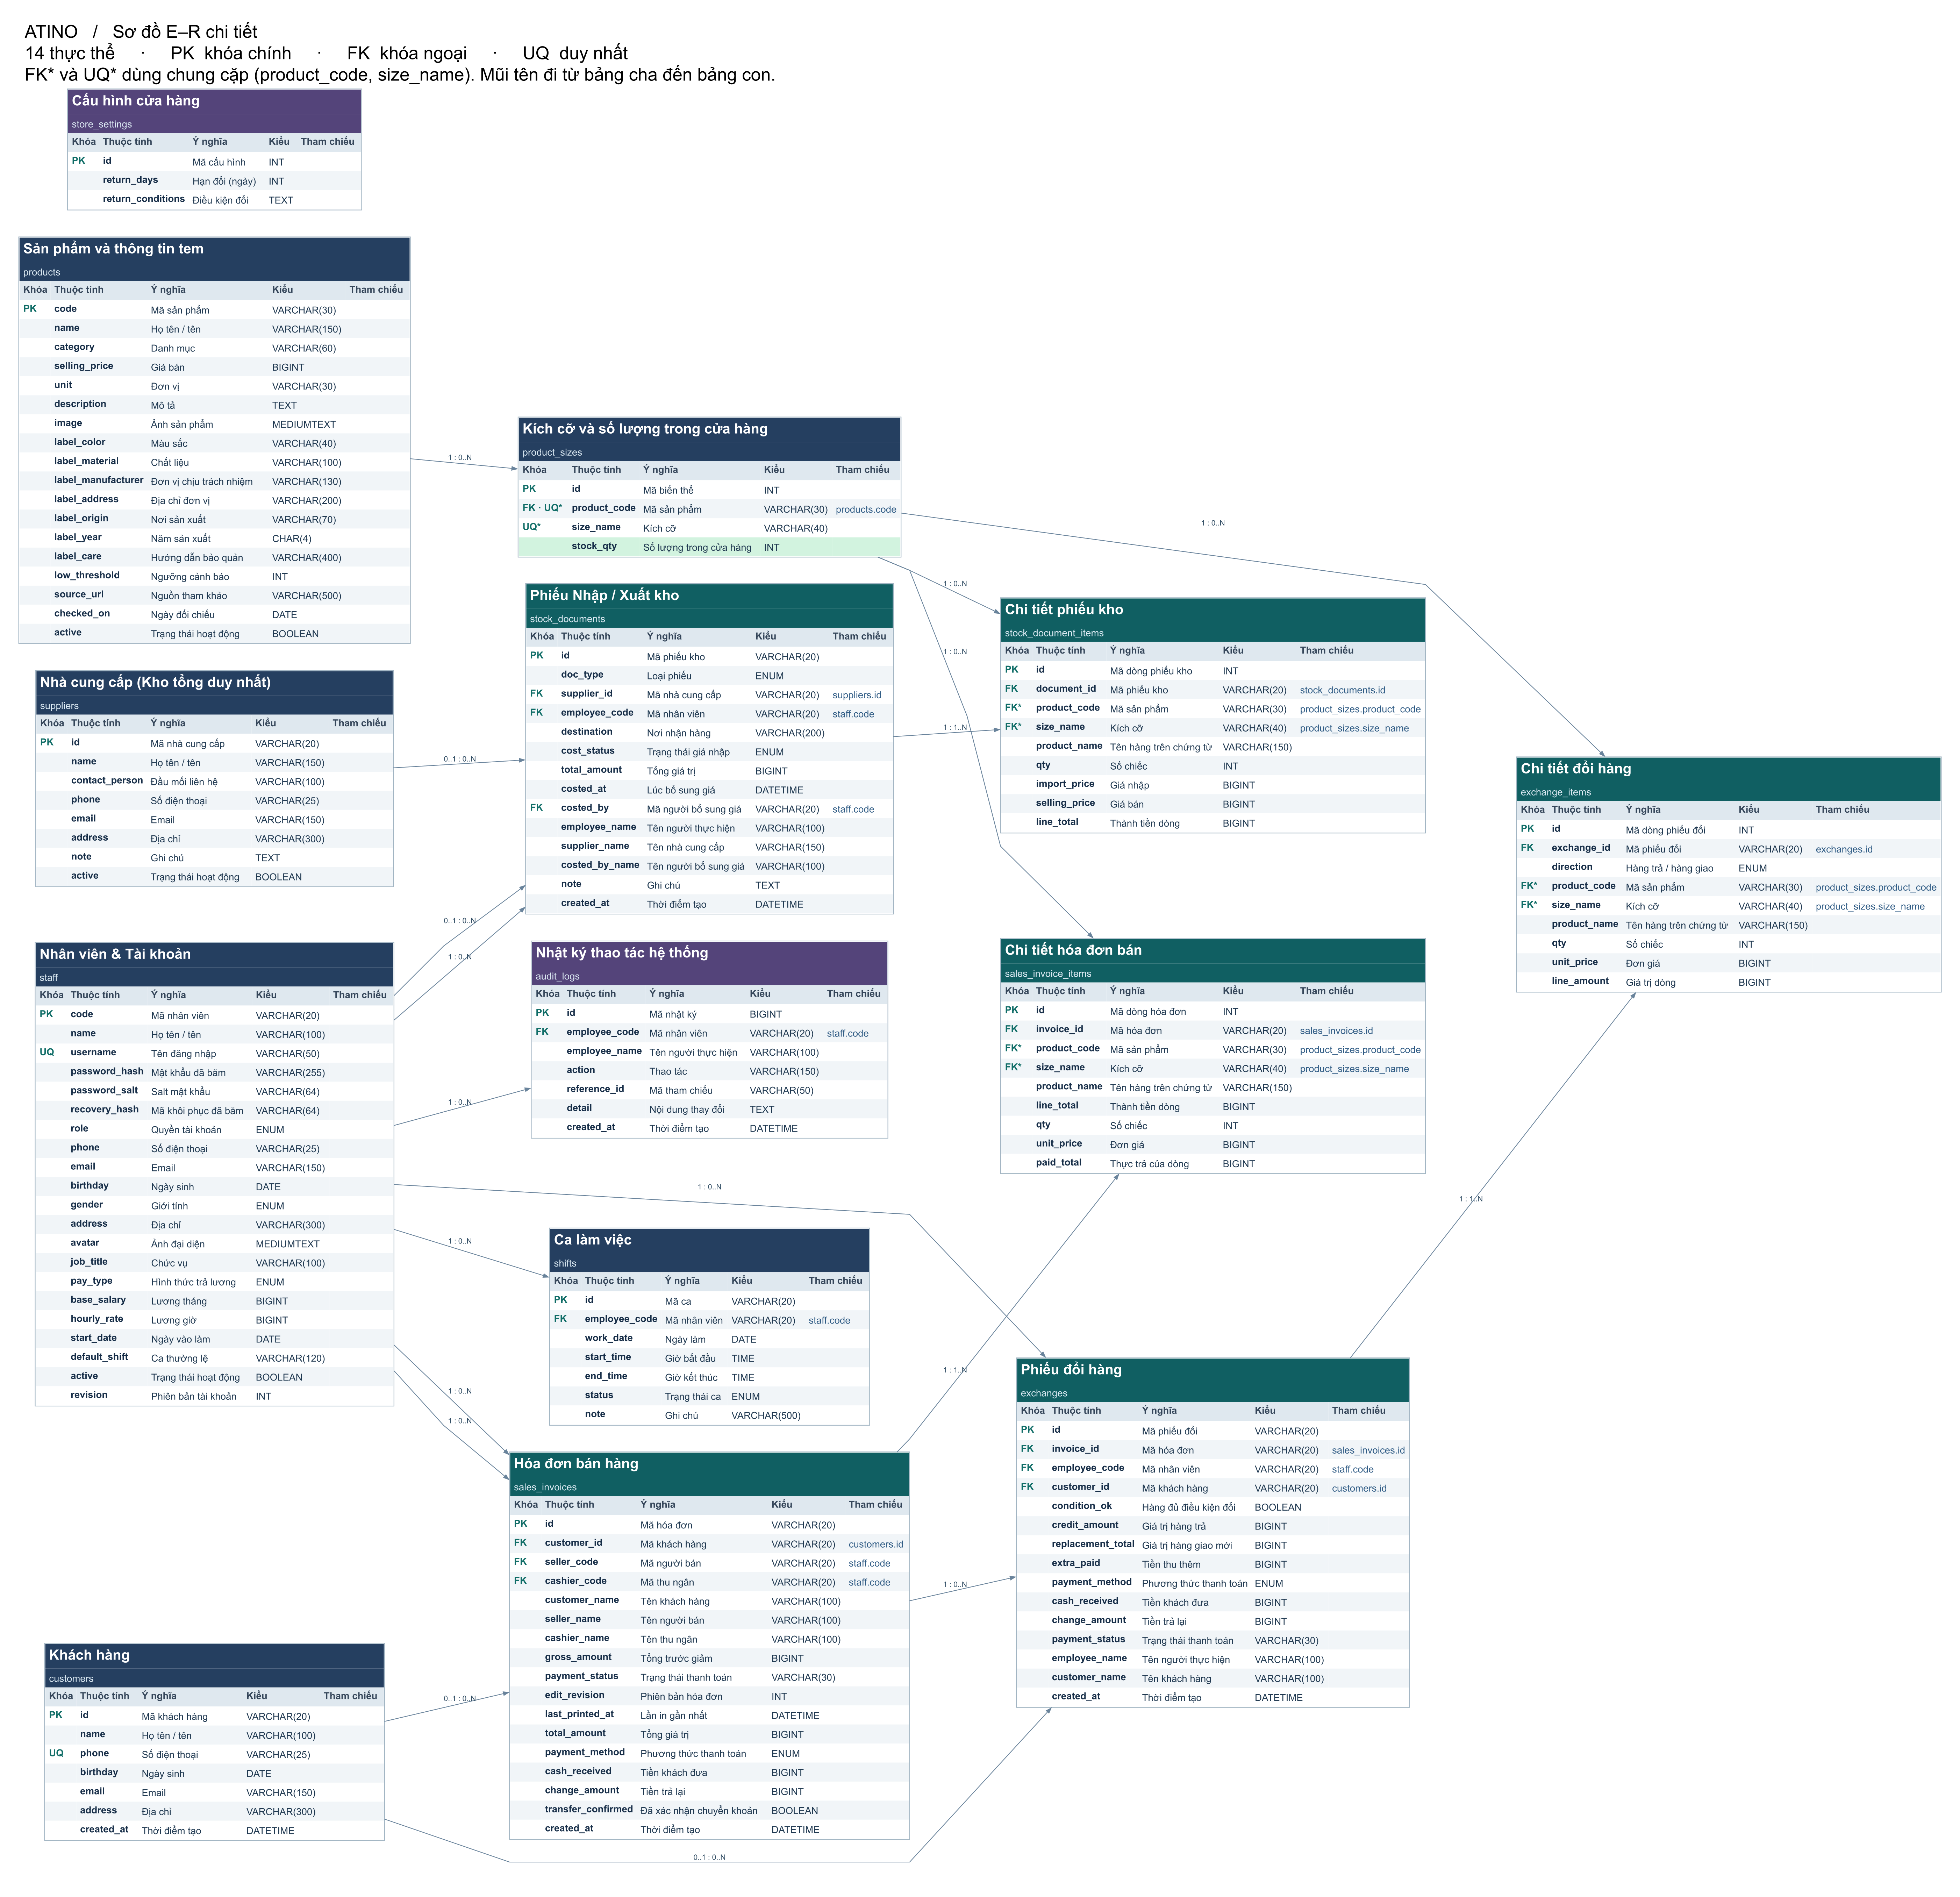 ATINO / Sơ đồ E–R chi tiết
14 thực thể · PK khóa chính · FK khóa ngoại · UQ duy nhất
FK* và UQ* dùng chung cặp (product_code, size_name). Mũi tên đi từ bảng cha đến bảng con.
Cấu hình cửa hàng
store_settings
Khóa Thuộc tính Ý nghĩa Kiểu Tham chiếu
PK id Mã cấu hình INT
return_days Hạn đổi (ngày) INT
return_conditions Điều kiện đổi TEXT
Sản phẩm và thông tin tem
products
Khóa Thuộc tính Ý nghĩa Kiểu Tham chiếu
PK code Mã sản phẩm VARCHAR(30)
name Họ tên / tên VARCHAR(150)
category Danh mục VARCHAR(60)
selling_price Giá bán BIGINT
unit Đơn vị VARCHAR(30)
description Mô tả TEXT
image Ảnh sản phẩm MEDIUMTEXT
label_color Màu sắc VARCHAR(40)
label_material Chất liệu VARCHAR(100)
label_manufacturer Đơn vị chịu trách nhiệm VARCHAR(130)
label_address Địa chỉ đơn vị VARCHAR(200)
label_origin Nơi sản xuất VARCHAR(70)
label_year Năm sản xuất CHAR(4)
label_care Hướng dẫn bảo quản VARCHAR(400)
low_threshold Ngưỡng cảnh báo INT
source_url Nguồn tham khảo VARCHAR(500)
checked_on Ngày đối chiếu DATE
active Trạng thái hoạt động BOOLEAN
1 : 0..N
Kích cỡ và số lượng trong cửa hàng
product_sizes
Khóa Thuộc tính Ý nghĩa Kiểu Tham chiếu
PK id Mã biến thể INT
FK · UQ* product_code Mã sản phẩm VARCHAR(30) products.code
UQ* size_name Kích cỡ VARCHAR(40)
stock_qty Số lượng trong cửa hàng INT
1 : 0..N
1 : 0..N
1 : 0..N
Nhà cung cấp (Kho tổng duy nhất)
suppliers
Khóa Thuộc tính Ý nghĩa Kiểu Tham chiếu
PK id Mã nhà cung cấp VARCHAR(20)
name Họ tên / tên VARCHAR(150)
contact_person Đầu mối liên hệ VARCHAR(100)
phone Số điện thoại VARCHAR(25)
email Email VARCHAR(150)
address Địa chỉ VARCHAR(300)
note Ghi chú TEXT
active Trạng thái hoạt động BOOLEAN
0..1 : 0..N
Phiếu Nhập / Xuất kho
stock_documents
Khóa Thuộc tính Ý nghĩa Kiểu Tham chiếu
PK id Mã phiếu kho VARCHAR(20)
doc_type Loại phiếu ENUM
FK supplier_id Mã nhà cung cấp VARCHAR(20) suppliers.id
FK employee_code Mã nhân viên VARCHAR(20) staff.code
destination Nơi nhận hàng VARCHAR(200)
cost_status Trạng thái giá nhập ENUM
total_amount Tổng giá trị BIGINT
costed_at Lúc bổ sung giá DATETIME
FK costed_by Mã người bổ sung giá VARCHAR(20) staff.code
employee_name Tên người thực hiện VARCHAR(100)
supplier_name Tên nhà cung cấp VARCHAR(150)
costed_by_name Tên người bổ sung giá VARCHAR(100)
note Ghi chú TEXT
created_at Thời điểm tạo DATETIME
1 : 1..N
Chi tiết phiếu kho
stock_document_items
Khóa Thuộc tính Ý nghĩa Kiểu Tham chiếu
PK id Mã dòng phiếu kho INT
FK document_id Mã phiếu kho VARCHAR(20) stock_documents.id
FK* product_code Mã sản phẩm VARCHAR(30) product_sizes.product_code
FK* size_name Kích cỡ VARCHAR(40) product_sizes.size_name
product_name Tên hàng trên chứng từ VARCHAR(150)
qty Số chiếc INT
import_price Giá nhập BIGINT
selling_price Giá bán BIGINT
line_total Thành tiền dòng BIGINT
Chi tiết đổi hàng
exchange_items
Khóa Thuộc tính Ý nghĩa Kiểu Tham chiếu
PK id Mã dòng phiếu đổi INT
FK exchange_id Mã phiếu đổi VARCHAR(20) exchanges.id
direction Hàng trả / hàng giao ENUM
FK* product_code Mã sản phẩm VARCHAR(30) product_sizes.product_code
FK* size_name Kích cỡ VARCHAR(40) product_sizes.size_name
product_name Tên hàng trên chứng từ VARCHAR(150)
qty Số chiếc INT
unit_price Đơn giá BIGINT
line_amount Giá trị dòng BIGINT
Nhân viên & Tài khoản
staff
Khóa Thuộc tính Ý nghĩa Kiểu Tham chiếu
PK code Mã nhân viên VARCHAR(20)
name Họ tên / tên VARCHAR(100)
UQ username Tên đăng nhập VARCHAR(50)
password_hash Mật khẩu đã băm VARCHAR(255)
password_salt Salt mật khẩu VARCHAR(64)
recovery_hash Mã khôi phục đã băm VARCHAR(64)
role Quyền tài khoản ENUM
phone Số điện thoại VARCHAR(25)
email Email VARCHAR(150)
birthday Ngày sinh DATE
gender Giới tính ENUM
address Địa chỉ VARCHAR(300)
avatar Ảnh đại diện MEDIUMTEXT
job_title Chức vụ VARCHAR(100)
pay_type Hình thức trả lương ENUM
base_salary Lương tháng BIGINT
hourly_rate Lương giờ BIGINT
start_date Ngày vào làm DATE
default_shift Ca thường lệ VARCHAR(120)
active Trạng thái hoạt động BOOLEAN
revision Phiên bản tài khoản INT
0..1 : 0..N
1 : 0..N
1 : 0..N
1 : 0..N
1 : 0..N
1 : 0..N
1 : 0..N
Nhật ký thao tác hệ thống
audit_logs
Khóa Thuộc tính Ý nghĩa Kiểu Tham chiếu
PK id Mã nhật ký BIGINT
FK employee_code Mã nhân viên VARCHAR(20) staff.code
employee_name Tên người thực hiện VARCHAR(100)
action Thao tác VARCHAR(150)
reference_id Mã tham chiếu VARCHAR(50)
detail Nội dung thay đổi TEXT
created_at Thời điểm tạo DATETIME
Chi tiết hóa đơn bán
sales_invoice_items
Khóa Thuộc tính Ý nghĩa Kiểu Tham chiếu
PK id Mã dòng hóa đơn INT
FK invoice_id Mã hóa đơn VARCHAR(20) sales_invoices.id
FK* product_code Mã sản phẩm VARCHAR(30) product_sizes.product_code
FK* size_name Kích cỡ VARCHAR(40) product_sizes.size_name
product_name Tên hàng trên chứng từ VARCHAR(150)
line_total Thành tiền dòng BIGINT
qty Số chiếc INT
unit_price Đơn giá BIGINT
paid_total Thực trả của dòng BIGINT
1 : 1..N
Ca làm việc
shifts
Khóa Thuộc tính Ý nghĩa Kiểu Tham chiếu
PK id Mã ca VARCHAR(20)
FK employee_code Mã nhân viên VARCHAR(20) staff.code
work_date Ngày làm DATE
start_time Giờ bắt đầu TIME
end_time Giờ kết thúc TIME
status Trạng thái ca ENUM
note Ghi chú VARCHAR(500)
1 : 1..N
Phiếu đổi hàng
exchanges
Khóa Thuộc tính Ý nghĩa Kiểu Tham chiếu
PK id Mã phiếu đổi VARCHAR(20)
FK invoice_id Mã hóa đơn VARCHAR(20) sales_invoices.id
FK employee_code Mã nhân viên VARCHAR(20) staff.code
FK customer_id Mã khách hàng VARCHAR(20) customers.id
condition_ok Hàng đủ điều kiện đổi BOOLEAN
credit_amount Giá trị hàng trả BIGINT
replacement_total Giá trị hàng giao mới BIGINT
extra_paid Tiền thu thêm BIGINT
payment_method Phương thức thanh toán ENUM
cash_received Tiền khách đưa BIGINT
change_amount Tiền trả lại BIGINT
payment_status Trạng thái thanh toán VARCHAR(30)
employee_name Tên người thực hiện VARCHAR(100)
customer_name Tên khách hàng VARCHAR(100)
created_at Thời điểm tạo DATETIME
Hóa đơn bán hàng
sales_invoices
Khóa Thuộc tính Ý nghĩa Kiểu Tham chiếu
PK id Mã hóa đơn VARCHAR(20)
FK customer_id Mã khách hàng VARCHAR(20) customers.id
FK seller_code Mã người bán VARCHAR(20) staff.code
FK cashier_code Mã thu ngân VARCHAR(20) staff.code
customer_name Tên khách hàng VARCHAR(100)
seller_name Tên người bán VARCHAR(100)
cashier_name Tên thu ngân VARCHAR(100)
gross_amount Tổng trước giảm BIGINT
payment_status Trạng thái thanh toán VARCHAR(30)
edit_revision Phiên bản hóa đơn INT
last_printed_at Lần in gần nhất DATETIME
total_amount Tổng giá trị BIGINT
payment_method Phương thức thanh toán ENUM
cash_received Tiền khách đưa BIGINT
change_amount Tiền trả lại BIGINT
transfer_confirmed Đã xác nhận chuyển khoản BOOLEAN
created_at Thời điểm tạo DATETIME
1 : 0..N
Khách hàng
customers
Khóa Thuộc tính Ý nghĩa Kiểu Tham chiếu
PK id Mã khách hàng VARCHAR(20)
name Họ tên / tên VARCHAR(100)
UQ phone Số điện thoại VARCHAR(25)
birthday Ngày sinh DATE
email Email VARCHAR(150)
address Địa chỉ VARCHAR(300)
created_at Thời điểm tạo DATETIME
0..1 : 0..N
0..1 : 0..N